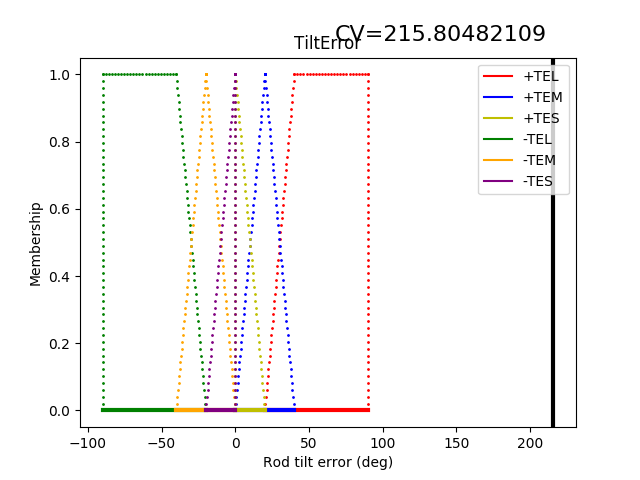 CV=215.80482109
TiltError
+TEL
+TEM
+TES
-TEL
-TEM
-TES
Membership
1.0
0.8
0.6
0.4
0.2
0.0
−100
−50
0
50
100
150
200
Rod tilt error (deg)